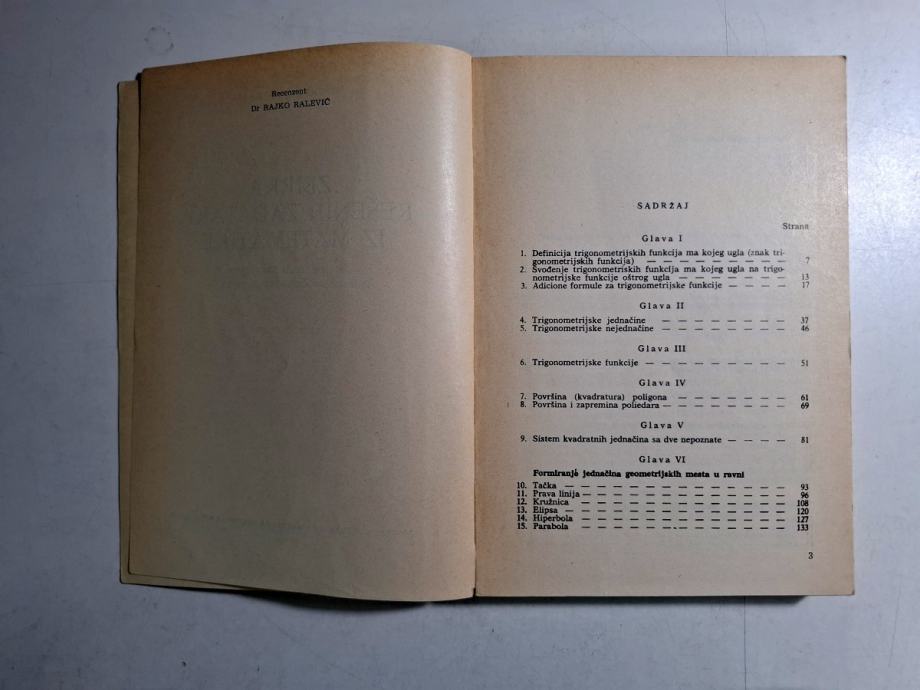 Recenzent
Dr RAJKO RALEVIĆ
SADRŽAJ
Strana
Glava I
1. Definicija trigonometrijskih funkcija ma kojeg ugla (znak tri-
gonometrijskih funkcija) — — — — — — — — — 7
2. Svođenje trigonometriskih funkcija ma kojeg ugla na trigo-
nometrijske funkcije oštrog ugla — — — — — — — 13
3. Adicione formule za trigonometrijske funkcije — — — — 17
Glava II
4. Trigonometrijske jednačine — — — — — — — — 37
5. Trigonometrijske nejednačine — — — — — — — — 46
Glava III
6. Trigonometrijske funkcije — — — — — — — — — 51
Glava IV
7. Površina (kvadratura) poligona — — — — — — — 61
8. Površina i zapremina poliedara — — — — — — — — 69
Glava V
9. Sistem kvadratnih jednačina sa dve nepoznate — — — — 81
Glava VI
Formiranje jednačina geometrijskih mesta u ravni
10. Tačka — — — — — — — — — — — — — — 93
11. Prava linija — — — — — — — — — — — — — 96
12. Kružnica — — — — — — — — — — — — — 108
13. Elipsa — — — — — — — — — — — — — — 120
14. Hiperbola — — — — — — — — — — — — — 127
15. Parabola — — — — — — — — — — — — — 133
3